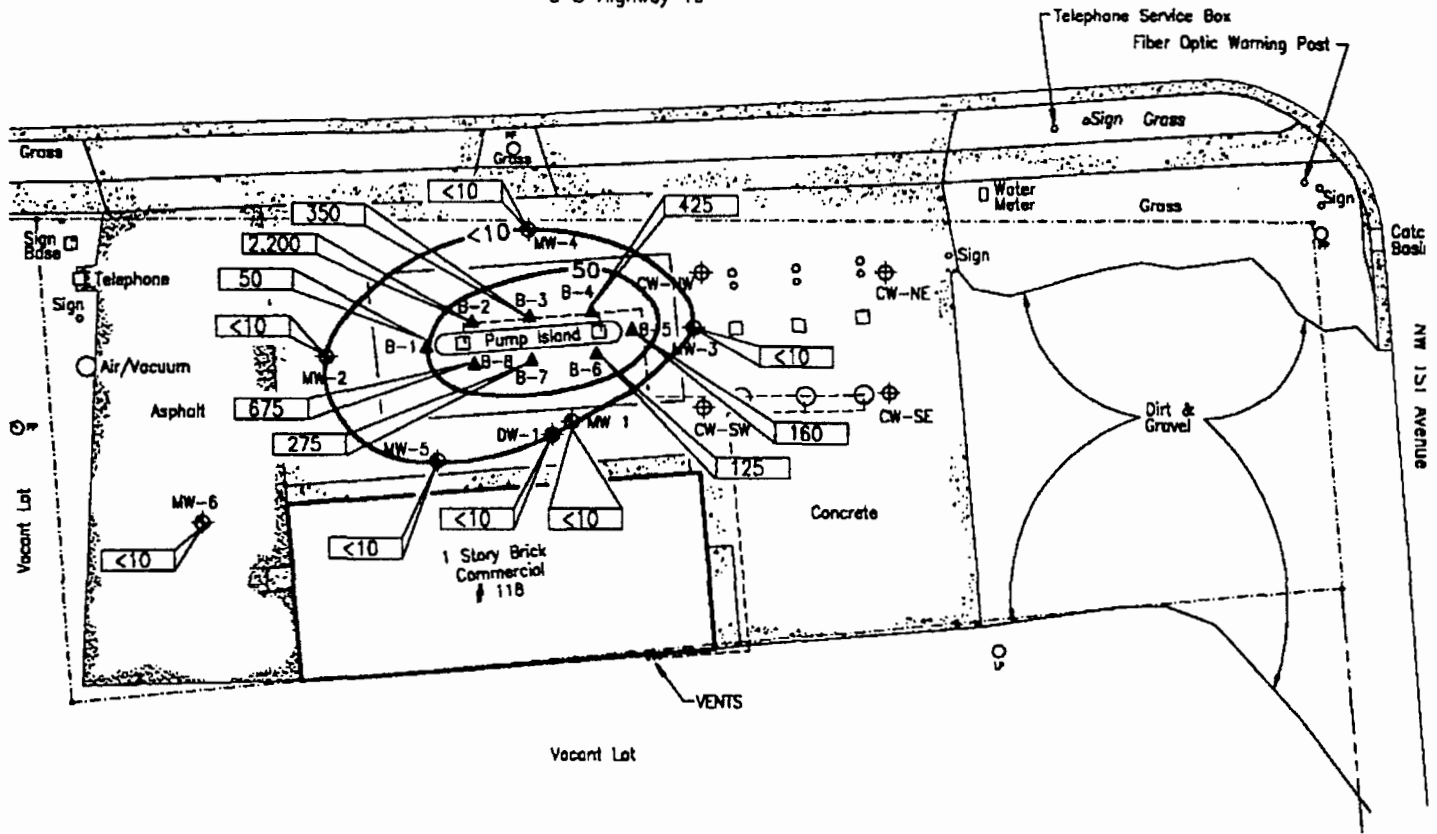 Telephone Service Box
Fiber Optic Warning Post
Sign Grass
Grass
Grass
<10
Water
Meter
Grass
Sign
350
425
2,200
Sign
Base
<10
MW-4
50
Catc
Basi
Telephone
Sign
50
Sign
CW-NW
CW-NE
B-2
B-3
B-4
<10
B-1
Pump Island
B-5
MW-3
<10
Air/Vacuum
MW-2
B-8
B-7
B-6
NW 1ST Avenue
Asphalt
675
CW-SE
Dirt &
Gravel
275
DW-1
MW 1
CW-SW
160
MW-5
125
Vacant Lot
MW-6
<10
<10
<10
<10
Concrete
1 Story Brick
Commercial
# 118
VENTS
Vacant Lot